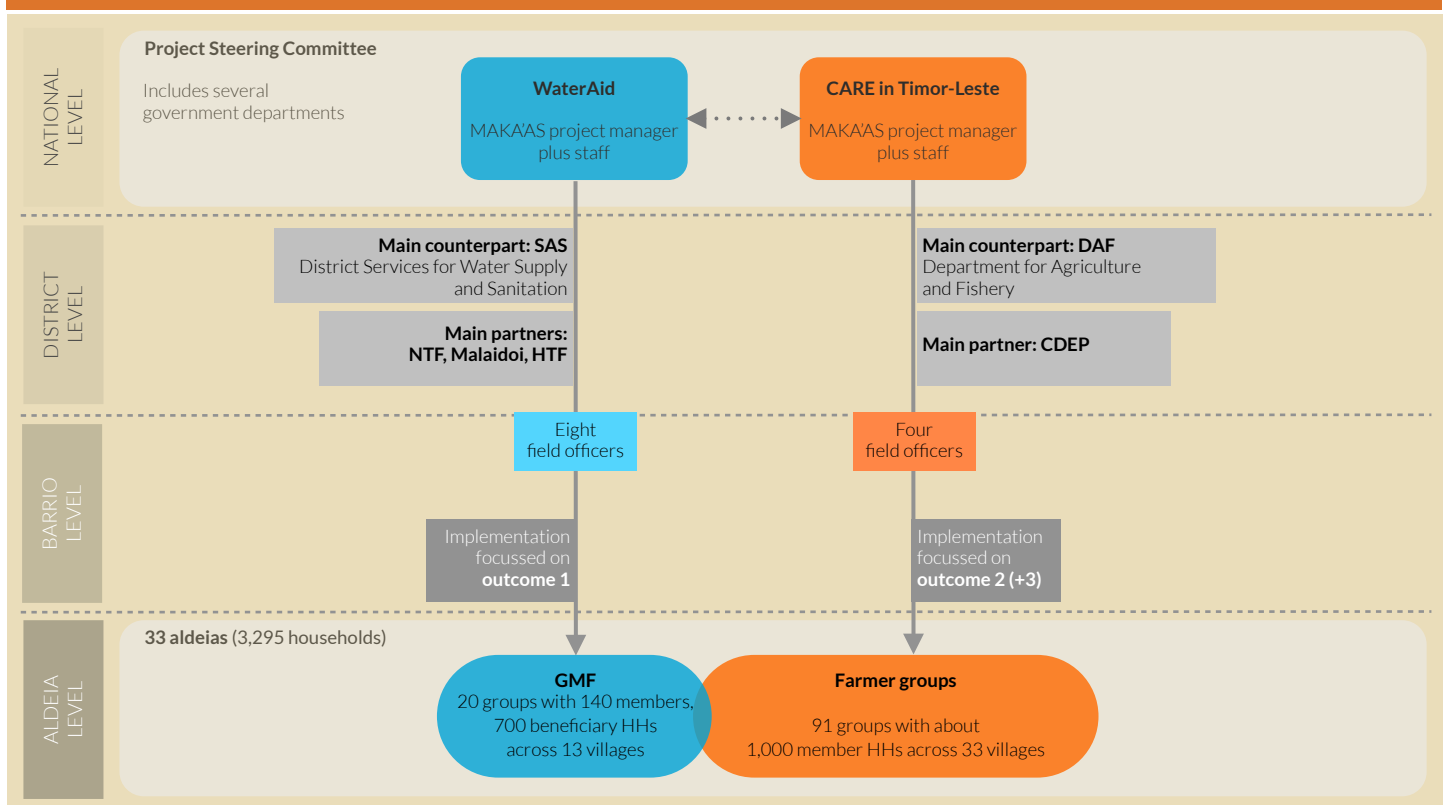 NATIONAL
LEVEL
Project Steering Committee
Includes several
government departments
WaterAid
MAKA'AS project manager
plus staff
CARE in Timor-Leste
MAKA'AS project manager
plus staff
DISTRICT
LEVEL
Main counterpart: SAS
District Services for Water Supply
and Sanitation
Main counterpart: DAF
Department for Agriculture
and Fishery
Main partners:
NTF, Malaidoi, HTF
Main partner: CDEP
BARRIO
LEVEL
Eight
field officers
Four
field officers
Implementation
focussed on
outcome 1
Implementation
focussed on
outcome 2 (+3)
ALDEIA
LEVEL
33 aldeias (3,295 households)
GMF
20 groups with 140 members,
700 beneficiary HHs
across 13 villages
Farmer groups
91 groups with about
1,000 member HHs across 33 villages